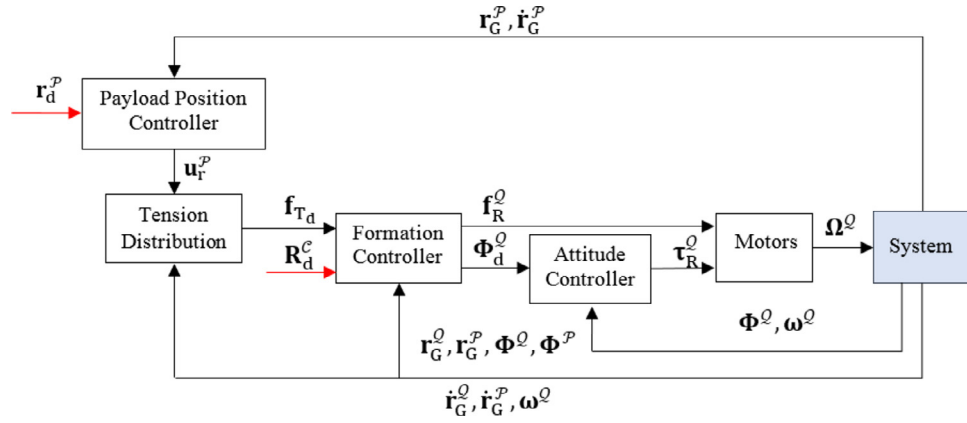 𝐫_G^𝒫, 𝐫̇_G^𝒫
𝐫_d^𝒫
Payload Position
Controller
𝐮_r^𝒫
Tension
Distribution
𝐟_T_d
𝐑_d^𝒞
Formation
Controller
𝐟_R^𝒬
𝚽_d^𝒬
Attitude
Controller
𝛕_R^𝒬
Motors
𝛀^𝒬
System
𝚽^𝒬, 𝛚^𝒬
𝐫_G^𝒬, 𝐫_G^𝒫, 𝚽^𝒬, 𝚽^𝒫
𝐫̇_G^𝒬, 𝐫̇_G^𝒫, 𝛚^𝒬